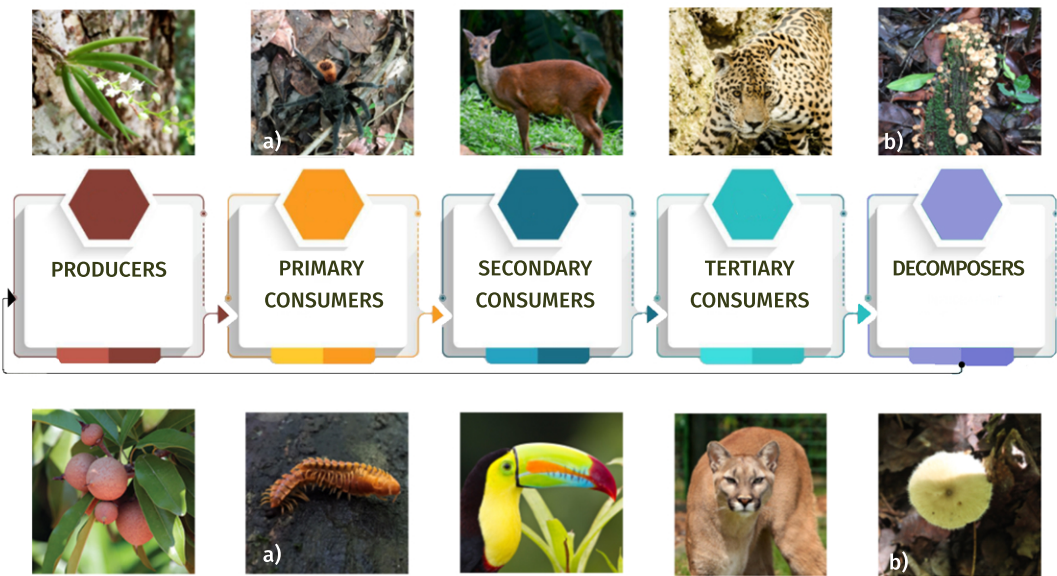 a)
b)
PRODUCERS
PRIMARY
CONSUMERS
SECONDARY
CONSUMERS
TERTIARY
CONSUMERS
DECOMPOSERS
a)
b)